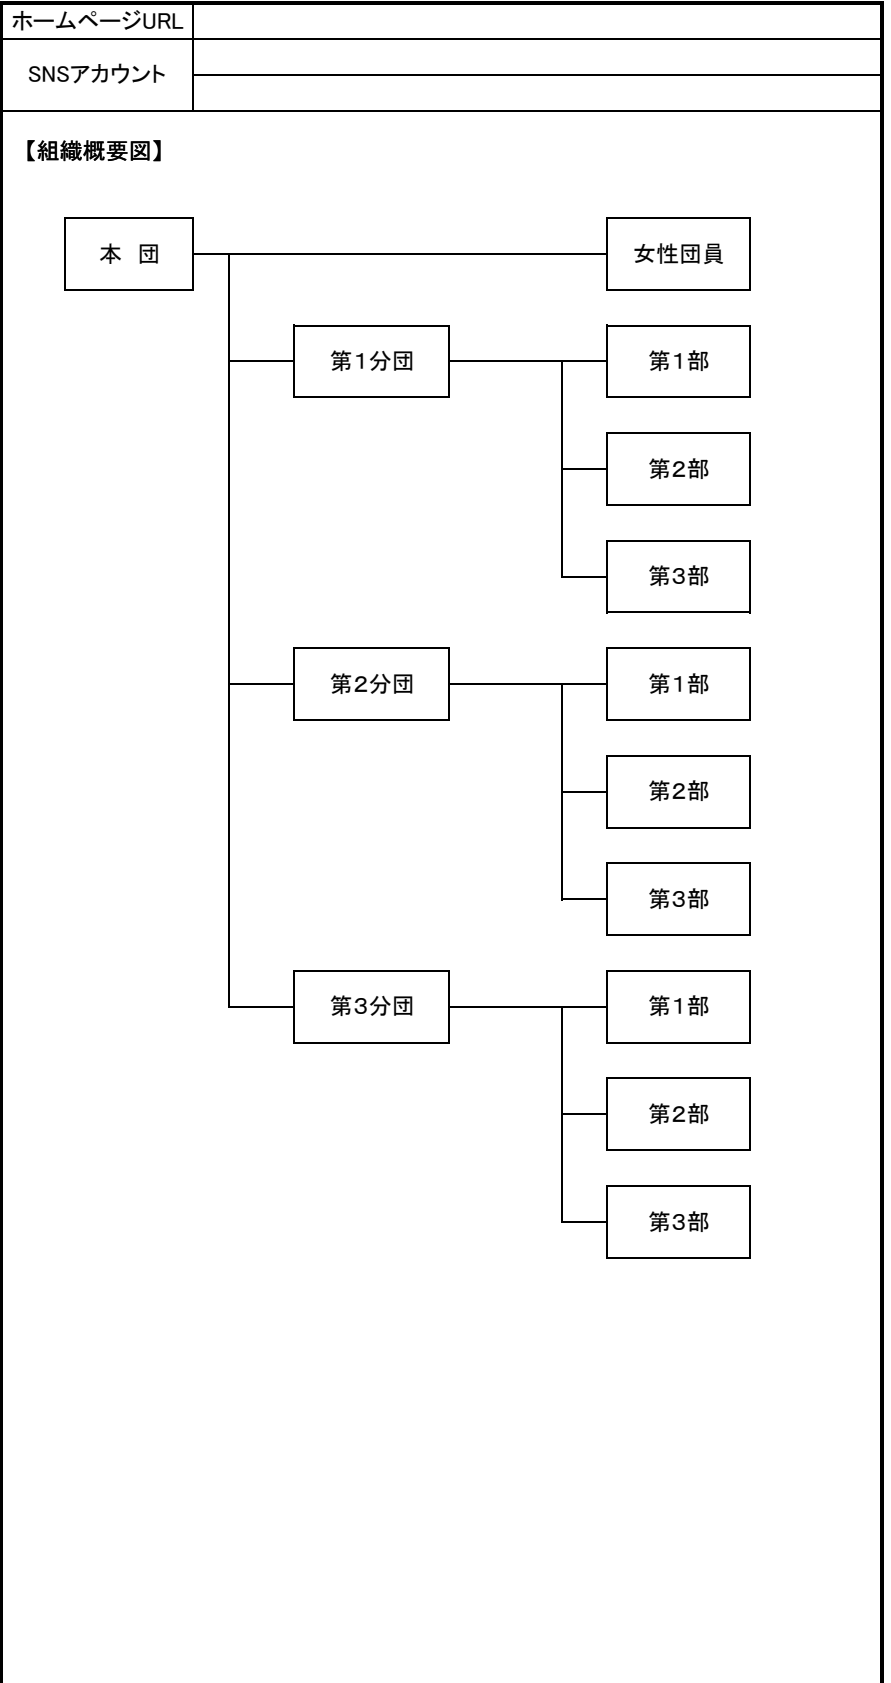 ホームページURL
SNSアカウント
【組織概要図】
本　団
女性団員
第１分団
第１部
第２部
第３部
第２分団
第１部
第２部
第３部
第３分団
第１部
第２部
第３部